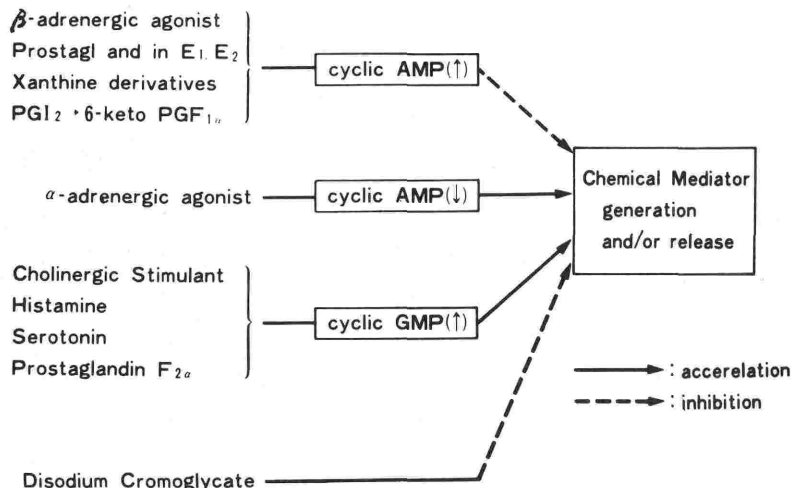 β-adrenergic agonist
Prostagl and in E₁. E₂
Xanthine derivatives
PGI₂ → 6-keto PGF₁α
cyclic AMP(↑)
α-adrenergic agonist
cyclic AMP(↓)
Chemical Mediator
generation
and/or release
Cholinergic Stimulant
Histamine
Serotonin
Prostaglandin F₂α
cyclic GMP(↑)
: accerelation
: inhibition
Disodium Cromoglycate